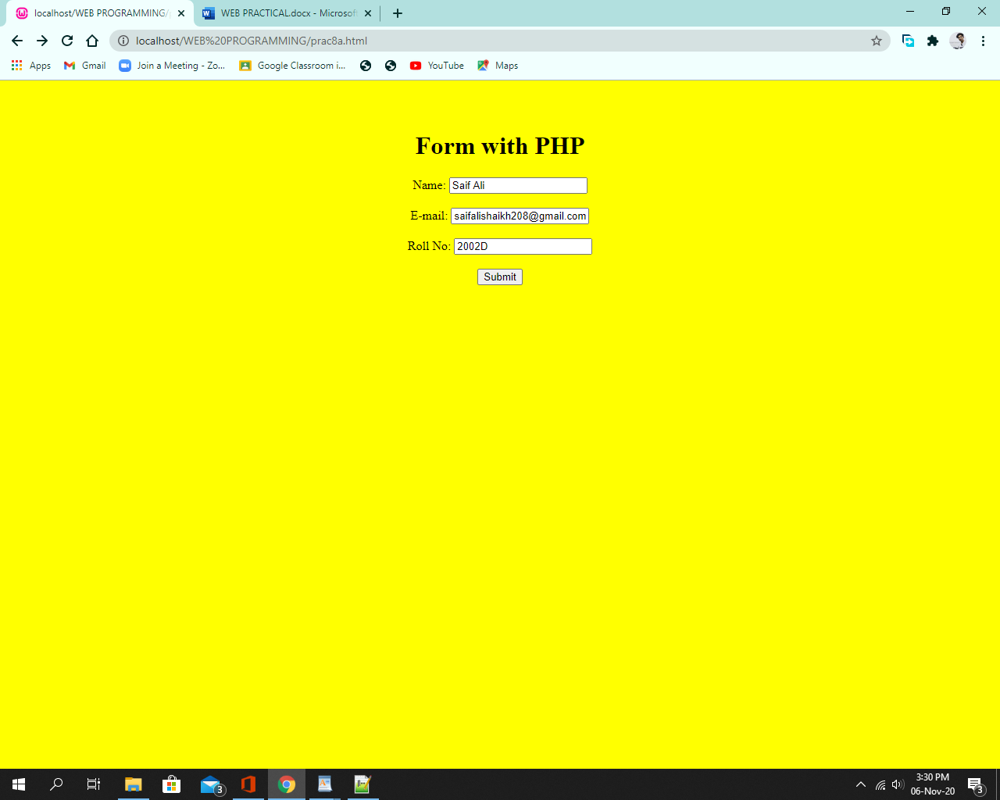 localhost/WEB PROGRAMMING/
WEB PRACTICAL.docx - Microsoft
localhost/WEB%20PROGRAMMING/prac8a.html
Apps Gmail Join a Meeting - Zo... Google Classroom i... YouTube Maps
Form with PHP
Name: Saif Ali
E-mail: saifalishaikh208@gmail.com
Roll No: 2002D
Submit
3
3:30 PM
06-Nov-20
3